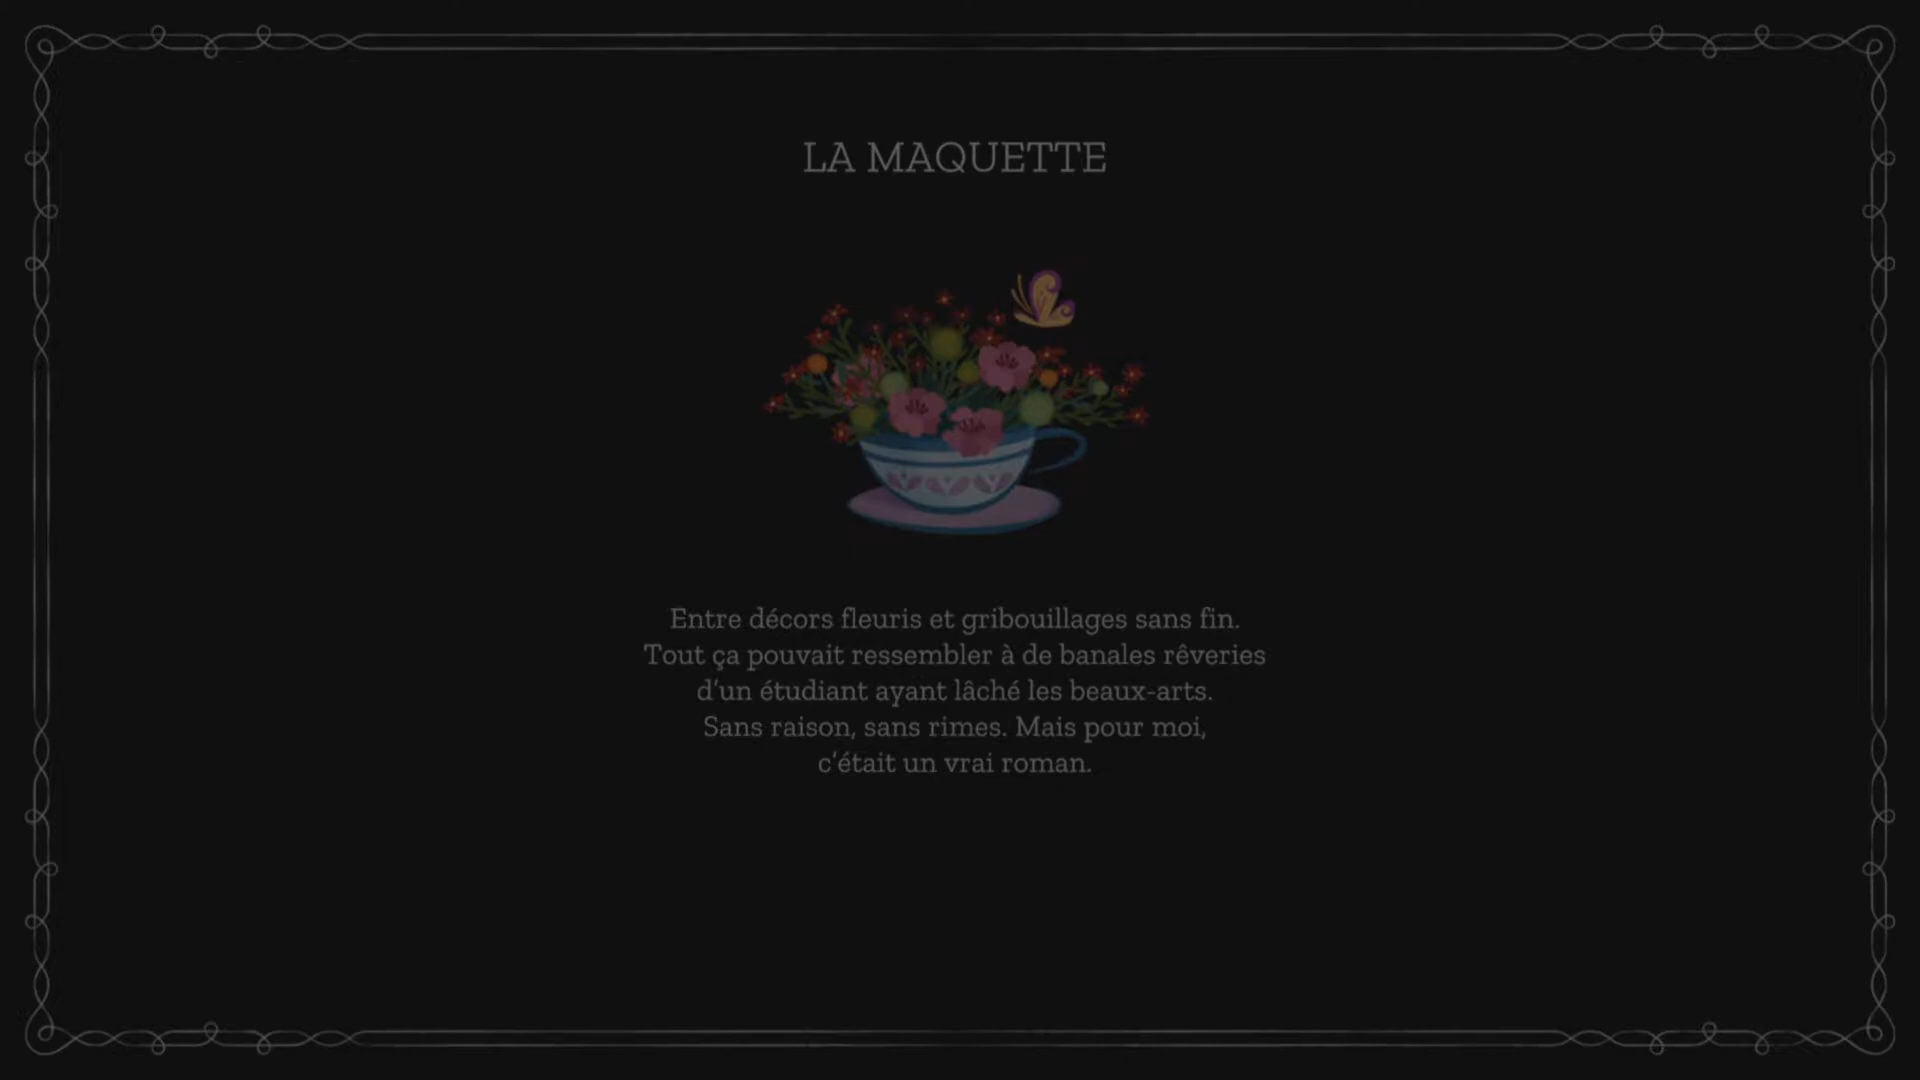 LA MAQUETTE
Entre décors fleuris et gribouillages sans fin.
Tout ça pouvait ressembler à de banales rêveries
d’un étudiant ayant lâché les beaux-arts.
Sans raison, sans rimes. Mais pour moi,
c’était un vrai roman.